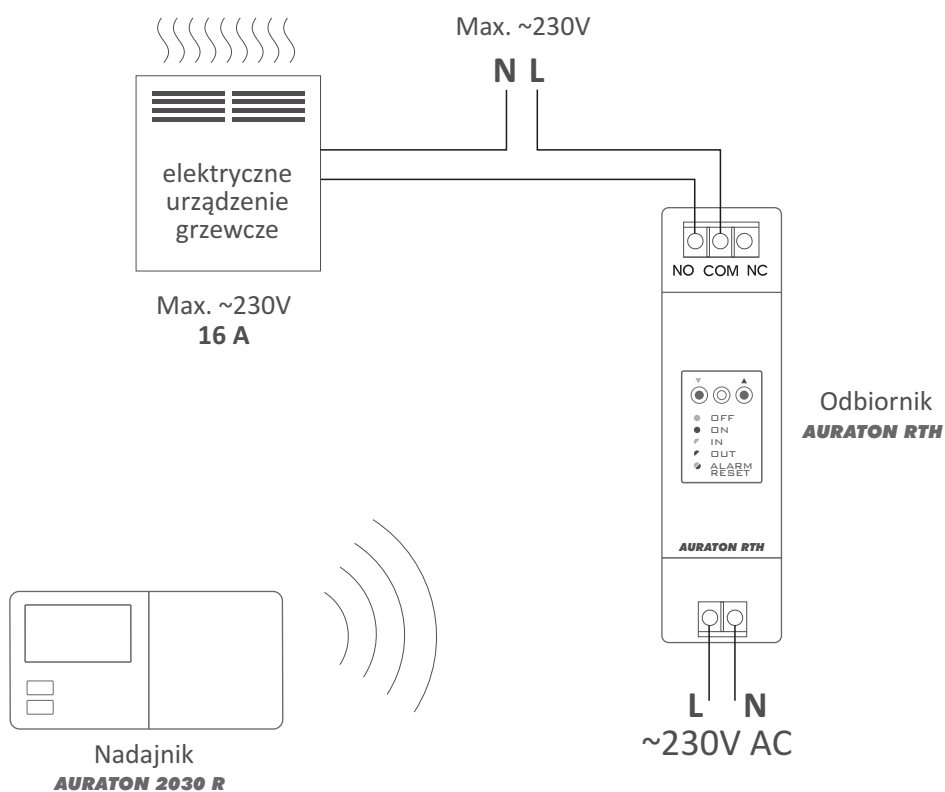 Max. ~230V
N L
elektryczne
urządzenie
grzewcze
Max. ~230V
16 A
NO COM NC
OFF
ON
IN
OUT
ALARM
RESET
AURATON RTH
Odbiornik
AURATON RTH
L N
~230V AC
Nadajnik
AURATON 2030 R